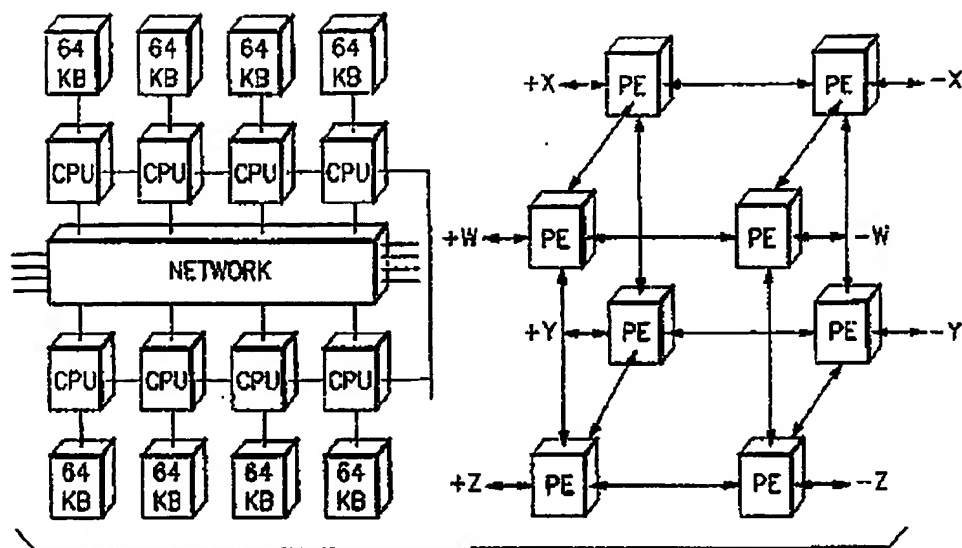 64 KB
64 KB
64 KB
64 KB
CPU
CPU
CPU
CPU
NETWORK
CPU
CPU
CPU
CPU
64 KB
64 KB
64 KB
64 KB
+X
PE
PE
-X
+W
PE
PE
-W
+Y
PE
PE
-Y
+Z
PE
PE
-Z